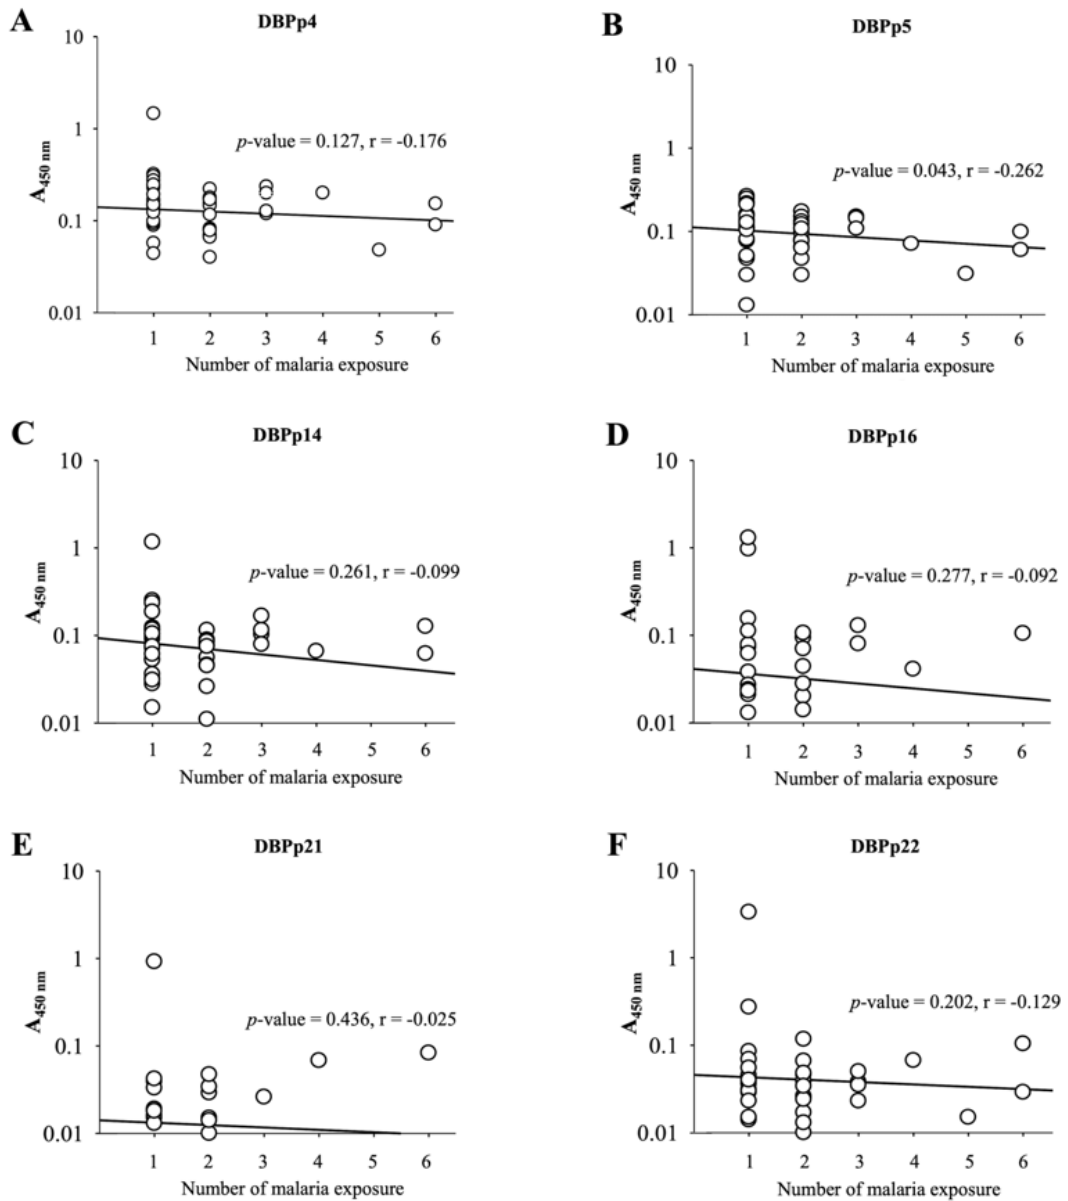 A
DBPp4
10
1
0.1
0.01
A450 nm
p-value = 0.127, r = -0.176
1 2 3 4 5 6
Number of malaria exposure
B
DBPp5
10
1
0.1
0.01
A450 nm
p-value = 0.043, r = -0.262
1 2 3 4 5 6
Number of malaria exposure
C
DBPp14
10
1
0.1
0.01
A450 nm
p-value = 0.261, r = -0.099
1 2 3 4 5 6
Number of malaria exposure
D
DBPp16
10
1
0.1
0.01
A450 nm
p-value = 0.277, r = -0.092
1 2 3 4 5 6
Number of malaria exposure
E
DBPp21
10
1
0.1
0.01
A450 nm
p-value = 0.436, r = -0.025
1 2 3 4 5 6
Number of malaria exposure
F
DBPp22
10
1
0.1
0.01
A450 nm
p-value = 0.202, r = -0.129
1 2 3 4 5 6
Number of malaria exposure